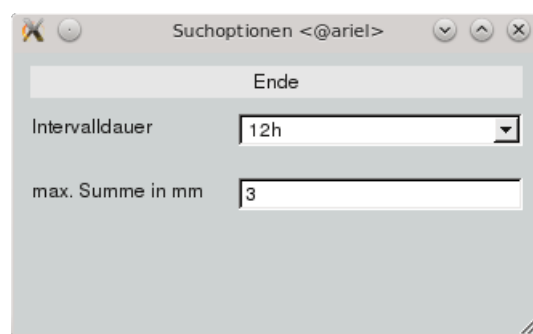 Suchoptionen <@ariel>
Ende
Intervalldauer 12h
max. Summe in mm 3